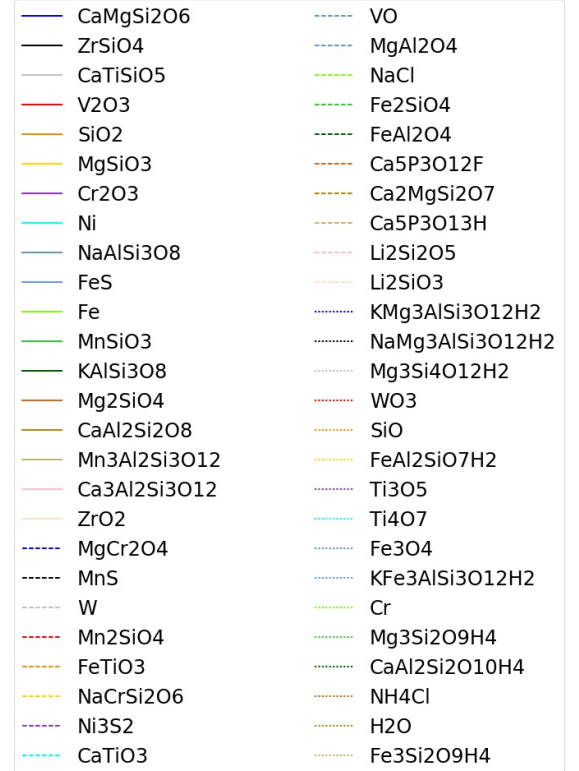 CaMgSi2O6
ZrSiO4
CaTiSiO5
V2O3
SiO2
MgSiO3
Cr2O3
Ni
NaAlSi3O8
FeS
Fe
MnSiO3
KAlSi3O8
Mg2SiO4
CaAl2Si2O8
Mn3Al2Si3O12
Ca3Al2Si3O12
ZrO2
MgCr2O4
MnS
W
Mn2SiO4
FeTiO3
NaCrSi2O6
Ni3S2
CaTiO3
VO
MgAl2O4
NaCl
Fe2SiO4
FeAl2O4
Ca5P3O12F
Ca2MgSi2O7
Ca5P3O13H
Li2Si2O5
Li2SiO3
KMg3AlSi3O12H2
NaMg3AlSi3O12H2
Mg3Si4O12H2
WO3
SiO
FeAl2SiO7H2
Ti3O5
Ti4O7
Fe3O4
KFe3AlSi3O12H2
Cr
Mg3Si2O9H4
CaAl2Si2O10H4
NH4Cl
H2O
Fe3Si2O9H4